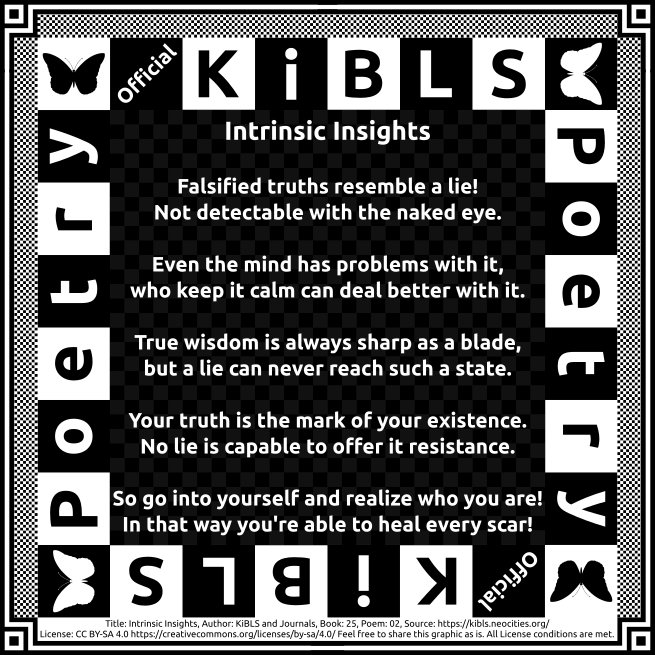 Official KiBLS
Poetry
Poetry
Intrinsic Insights
Falsified truths resemble a lie!
Not detectable with the naked eye.
Even the mind has problems with it,
who keep it calm can deal better with it.
True wisdom is always sharp as a blade,
but a lie can never reach such a state.
Your truth is the mark of your existence.
No lie is capable to offer it resistance.
So go into yourself and realize who you are!
In that way you're able to heal every scar!
Official KiBLS
Title: Intrinsic Insights, Author: KiBLS and Journals, Book: 25, Poem: 02, Source: https://kibls.neocities.org/
License: CC BY-SA 4.0 https://creativecommons.org/licenses/by-sa/4.0/ Feel free to share this graphic as is. All License conditions are met.